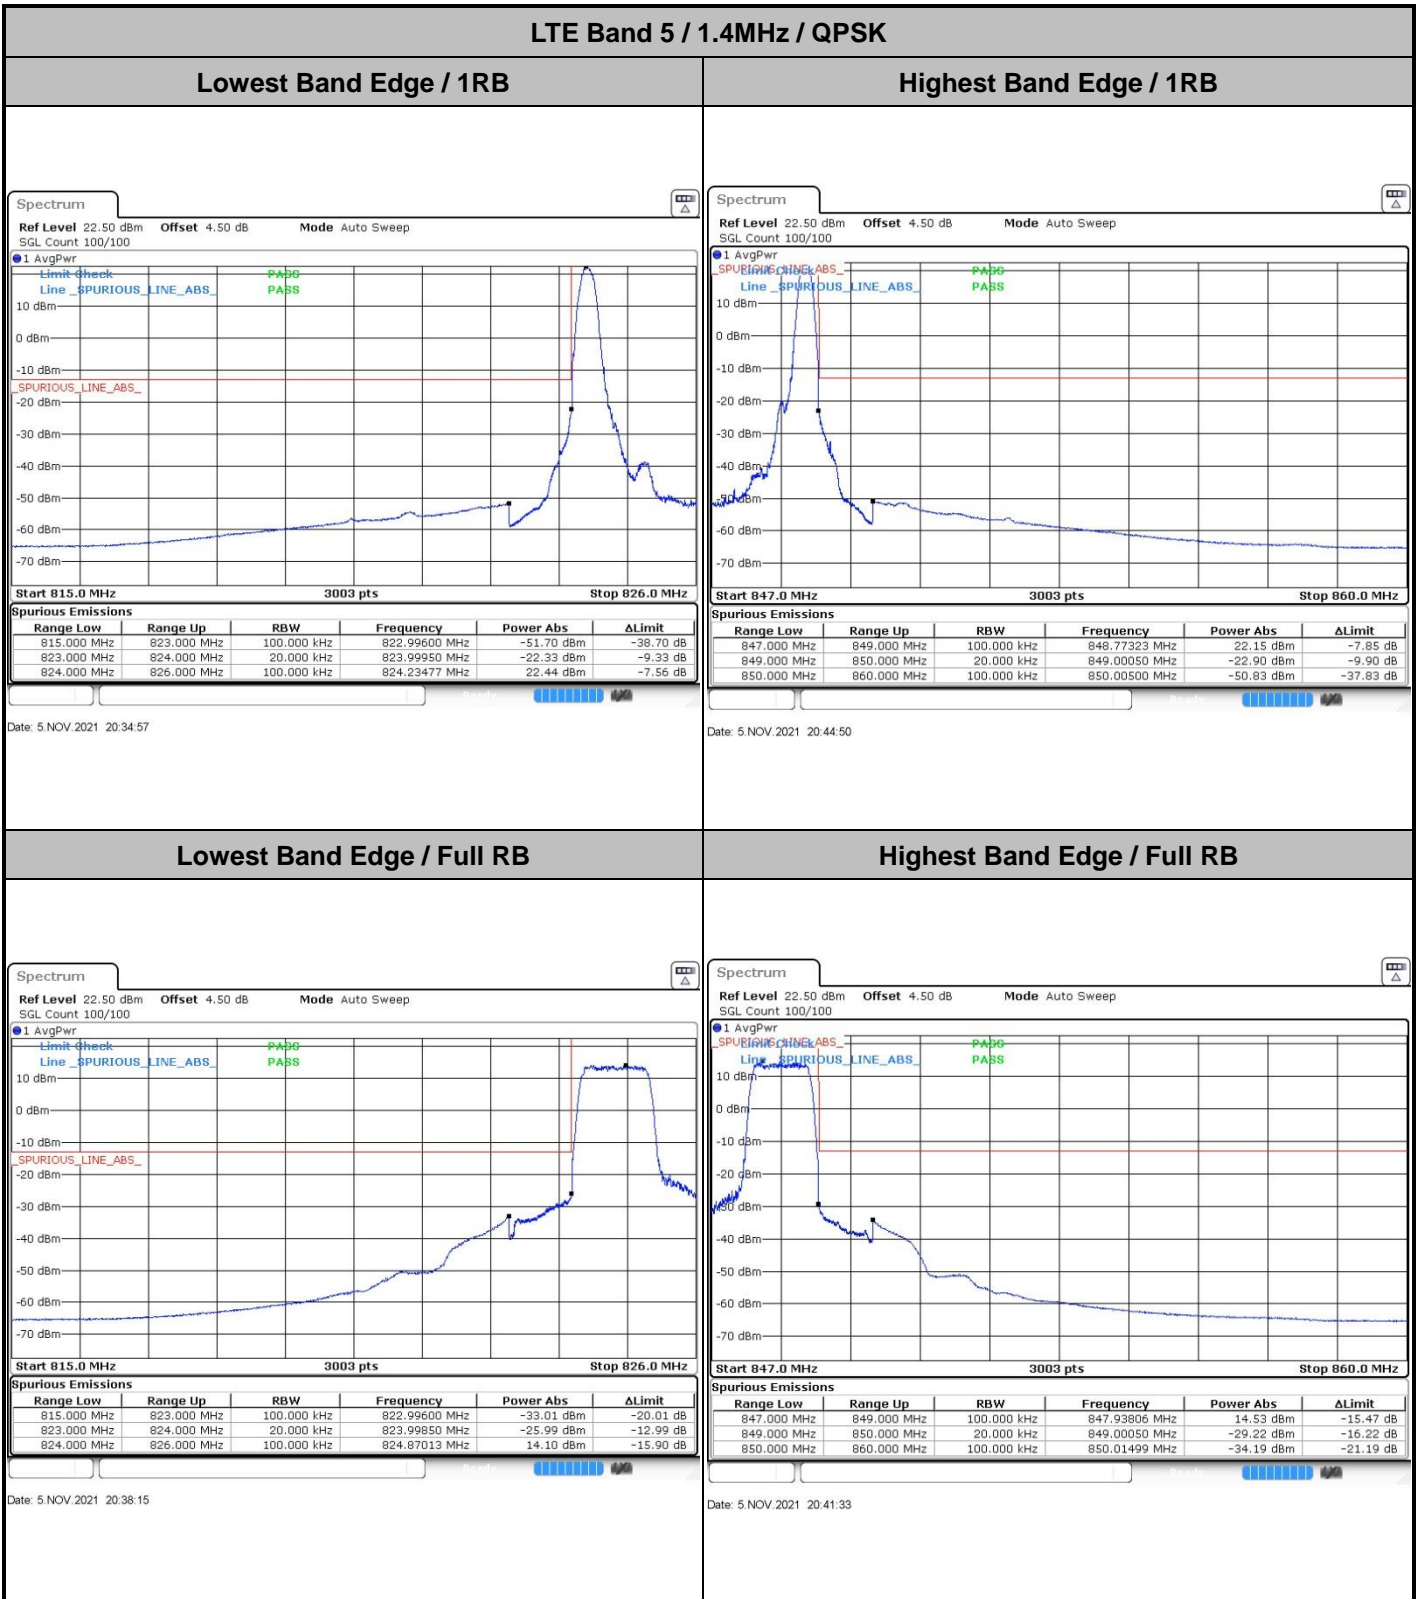 LTE Band 5 / 1.4MHz / QPSK
Lowest Band Edge / 1RB
Highest Band Edge / 1RB
Spectrum
Ref Level 22.50 dBm Offset 4.50 dB Mode Auto Sweep
SGL Count 100/100
1 AvgPwr
Limit Check PASS
Line _SPURIOUS_LINE_ABS_ PASS
10 dBm
0 dBm
-10 dBm
_SPURIOUS_LINE_ABS_
-20 dBm
-30 dBm
-40 dBm
-50 dBm
-60 dBm
-70 dBm
Start 815.0 MHz 3003 pts Stop 826.0 MHz
Spurious Emissions
Range Low Range Up RBW Frequency Power Abs ΔLimit
815.000 MHz 823.000 MHz 100.000 kHz 822.99600 MHz -51.70 dBm -38.70 dB
823.000 MHz 824.000 MHz 20.000 kHz 823.99950 MHz -22.33 dBm -9.33 dB
824.000 MHz 826.000 MHz 100.000 kHz 824.23477 MHz 22.44 dBm -7.56 dB
Date: 5.NOV.2021 20:34:57
Spectrum
Ref Level 22.50 dBm Offset 4.50 dB Mode Auto Sweep
SGL Count 100/100
1 AvgPwr
_SPURIOUS_LINE_ABS_
Limit Check PASS
Line _SPURIOUS_LINE_ABS_ PASS
10 dBm
0 dBm
-10 dBm
-20 dBm
-30 dBm
-40 dBm
-50 dBm
-60 dBm
-70 dBm
Start 847.0 MHz 3003 pts Stop 860.0 MHz
Spurious Emissions
Range Low Range Up RBW Frequency Power Abs ΔLimit
847.000 MHz 849.000 MHz 100.000 kHz 848.77323 MHz 22.15 dBm -7.85 dB
849.000 MHz 850.000 MHz 20.000 kHz 849.00050 MHz -22.90 dBm -9.90 dB
850.000 MHz 860.000 MHz 100.000 kHz 850.00500 MHz -50.83 dBm -37.83 dB
Date: 5.NOV.2021 20:44:50
Lowest Band Edge / Full RB
Highest Band Edge / Full RB
Spectrum
Ref Level 22.50 dBm Offset 4.50 dB Mode Auto Sweep
SGL Count 100/100
1 AvgPwr
Limit Check PASS
Line _SPURIOUS_LINE_ABS_ PASS
10 dBm
0 dBm
-10 dBm
_SPURIOUS_LINE_ABS_
-20 dBm
-30 dBm
-40 dBm
-50 dBm
-60 dBm
-70 dBm
Start 815.0 MHz 3003 pts Stop 826.0 MHz
Spurious Emissions
Range Low Range Up RBW Frequency Power Abs ΔLimit
815.000 MHz 823.000 MHz 100.000 kHz 822.99600 MHz -33.01 dBm -20.01 dB
823.000 MHz 824.000 MHz 20.000 kHz 823.99850 MHz -25.99 dBm -12.99 dB
824.000 MHz 826.000 MHz 100.000 kHz 824.87013 MHz 14.10 dBm -15.90 dB
Date: 5.NOV.2021 20:38:15
Spectrum
Ref Level 22.50 dBm Offset 4.50 dB Mode Auto Sweep
SGL Count 100/100
1 AvgPwr
_SPURIOUS_LINE_ABS_
Limit Check PASS
Line _SPURIOUS_LINE_ABS_ PASS
10 dBm
0 dBm
-10 dBm
-20 dBm
-30 dBm
-40 dBm
-50 dBm
-60 dBm
-70 dBm
Start 847.0 MHz 3003 pts Stop 860.0 MHz
Spurious Emissions
Range Low Range Up RBW Frequency Power Abs ΔLimit
847.000 MHz 849.000 MHz 100.000 kHz 847.93806 MHz 14.53 dBm -15.47 dB
849.000 MHz 850.000 MHz 20.000 kHz 849.00050 MHz -29.22 dBm -16.22 dB
850.000 MHz 860.000 MHz 100.000 kHz 850.01499 MHz -34.19 dBm -21.19 dB
Date: 5.NOV.2021 20:41:33